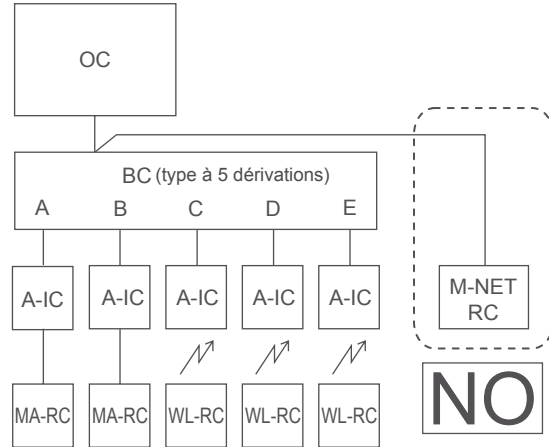 OC
BC (type à 5 dérivations)
A B C D E
A-IC A-IC A-IC A-IC A-IC
M-NET
RC
MA-RC MA-RC WL-RC WL-RC WL-RC
NO